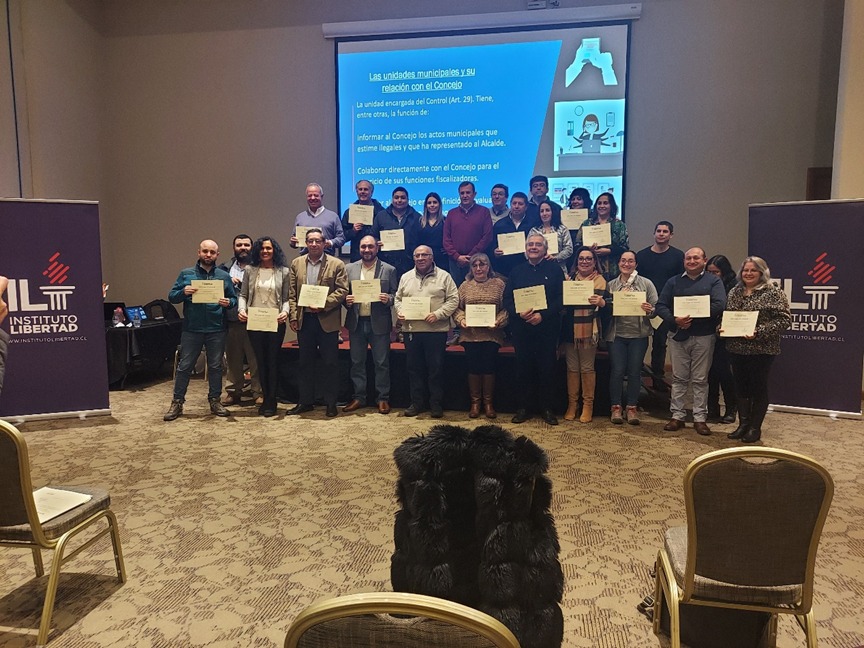 Las unidades municipales y su
relación con el Concejo
La unidad encargada del Control (Art. 29). Tiene,
entre otras, la función de:
Informar al Concejo los actos municipales que
estime ilegales y que ha representado al Alcalde.
Colaborar directamente con el Concejo para el
de sus funciones fiscalizadoras.
IL
INSTITUTO
LIBERTAD
WWW.INSTITUTOLIBERTAD.CL
IL
INSTITUTO
LIBERTAD
INSTITUTOLIBERTAD.CL